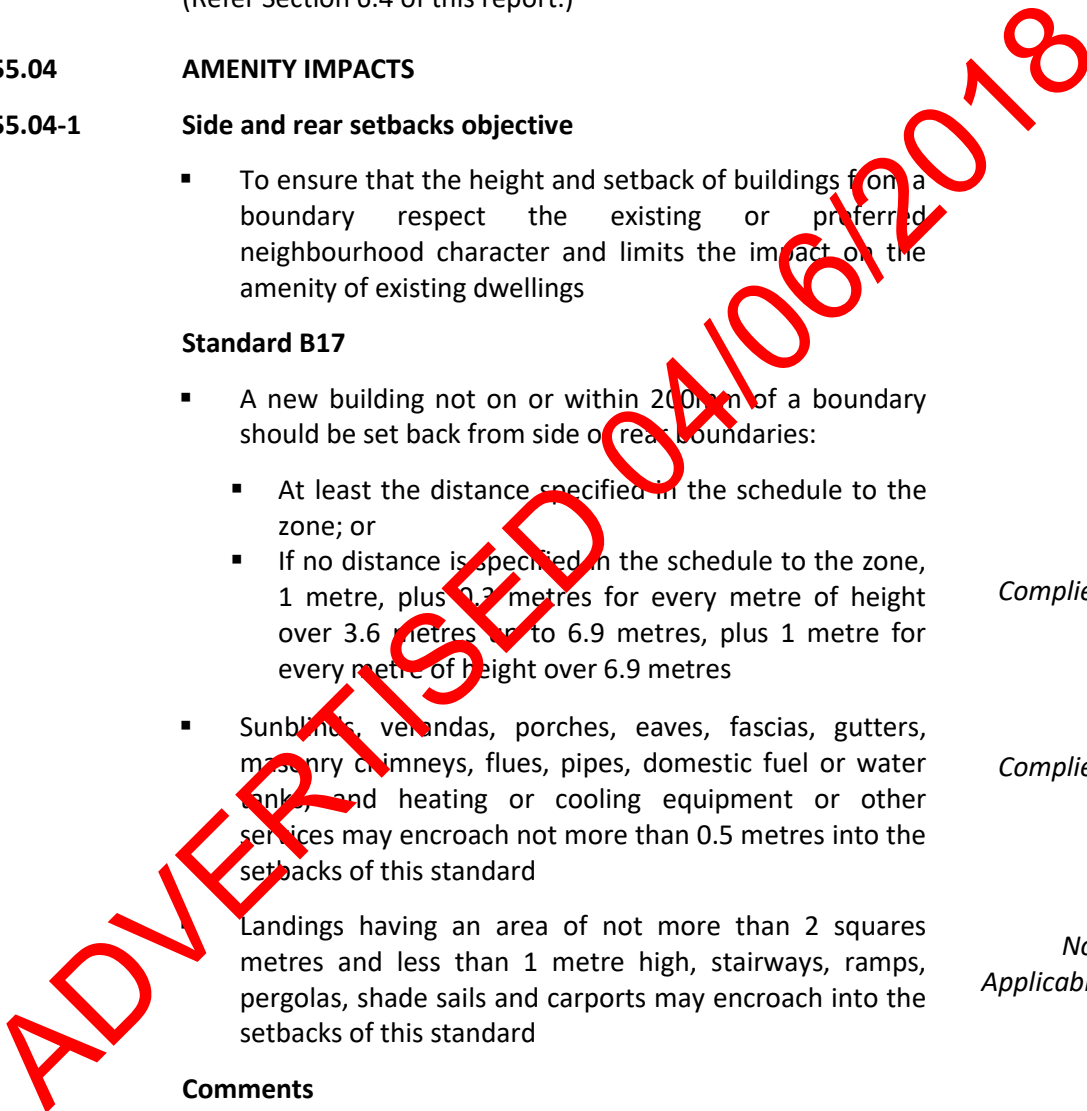 (Refer Section 6.4 of this report.)
55.04 AMENITY IMPACTS
55.04-1 Side and rear setbacks objective
▪ To ensure that the height and setback of buildings from a
boundary respect the existing or preferred
neighbourhood character and limits the impact on the
amenity of existing dwellings
Standard B17
▪ A new building not on or within 200mm of a boundary
should be set back from side or rear boundaries:
▪ At least the distance specified in the schedule to the
zone; or
▪ If no distance is specified in the schedule to the zone,
1 metre, plus 0.3 metres for every metre of height
over 3.6 metres up to 6.9 metres, plus 1 metre for
every metre of height over 6.9 metres
Complie
▪ Sunblinds, verandas, porches, eaves, fascias, gutters,
masonry chimneys, flues, pipes, domestic fuel or water
tanks, and heating or cooling equipment or other
services may encroach not more than 0.5 metres into the
setbacks of this standard
Complie
▪ Landings having an area of not more than 2 squares
metres and less than 1 metre high, stairways, ramps,
pergolas, shade sails and carports may encroach into the
setbacks of this standard
No
Applicabl
Comments
ADVERTISED 04/06/2018